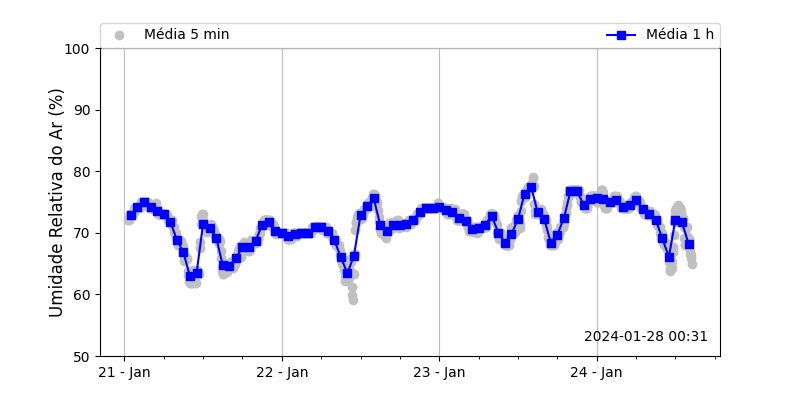 Média 5 min
Média 1 h
Umidade Relativa do Ar (%)
100
90
80
70
60
50
2024-01-28 00:31
21 - Jan
22 - Jan
23 - Jan
24 - Jan